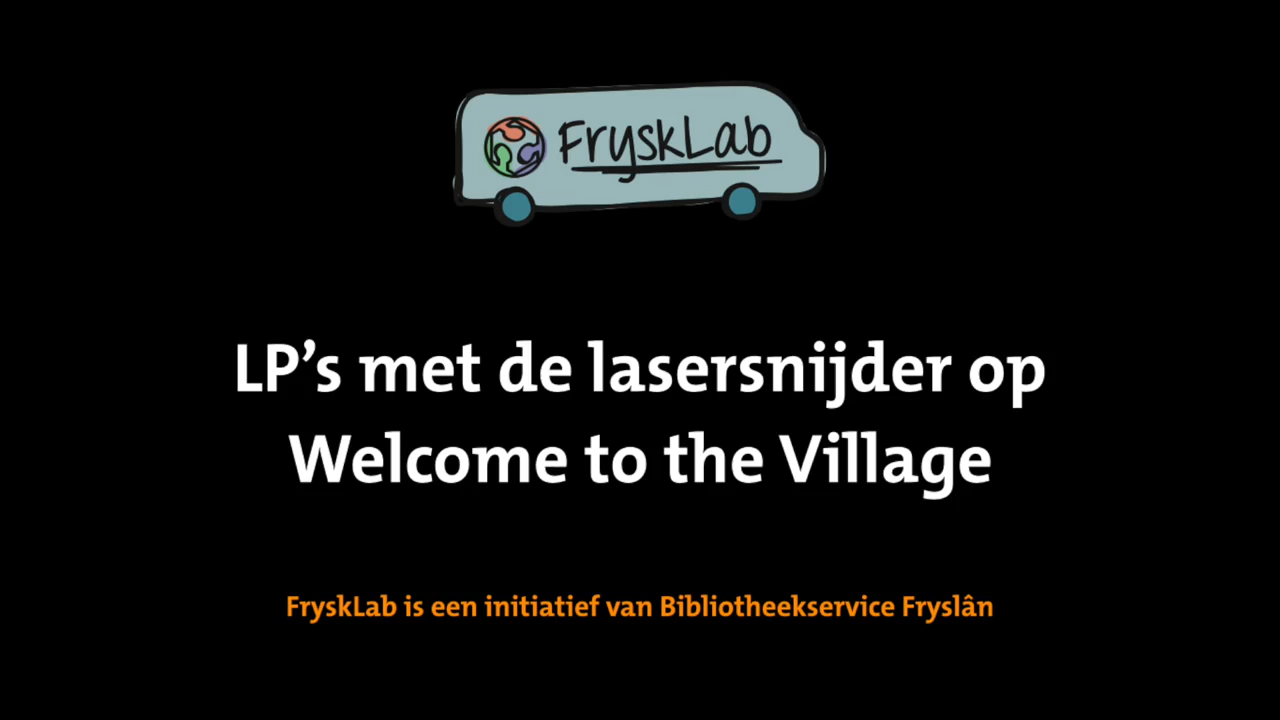 FryskLab
LP’s met de lasersnijder op
Welcome to the Village
FryskLab is een initiatief van Bibliotheekservice Fryslân